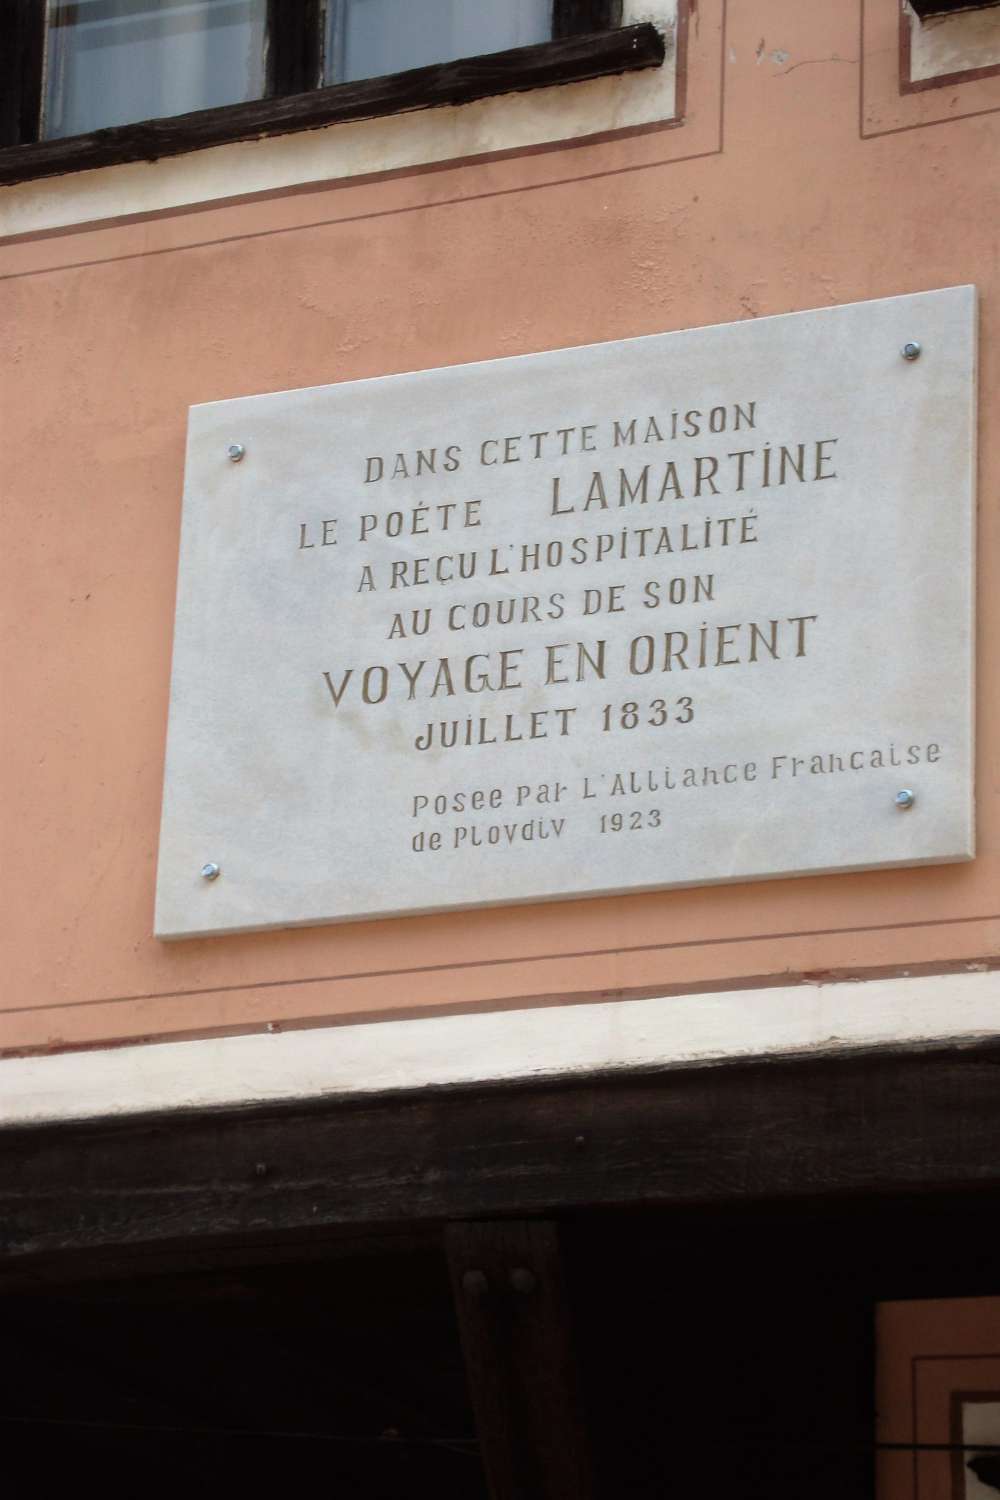 DANS CETTE MAISON
LE POÉTE LAMARTINE
A REÇU L'HOSPITALITÉ
AU COURS DE SON
VOYAGE EN ORIENT
JUILLET 1833
Posee par L'Alliance Francaise
de Plovdiv 1923